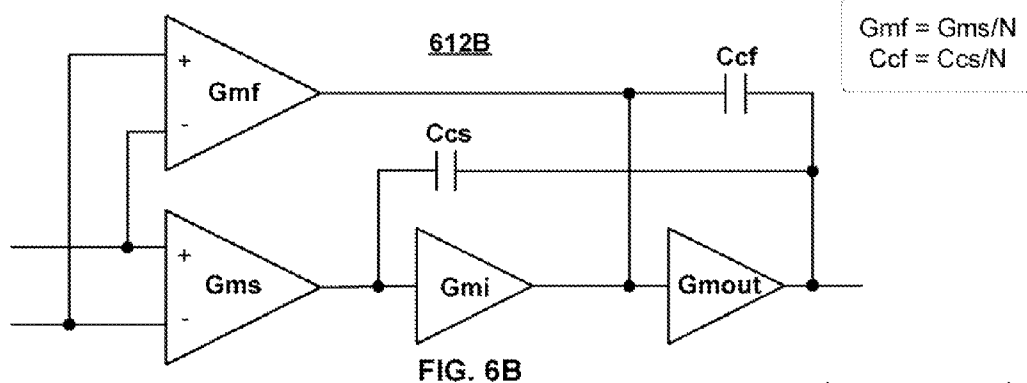 612B
Gmf = Gms/N
Ccf = Ccs/N
+
Gmf
-
Ccf
Ccs
+
Gms
-
Gmi
Gmout
FIG. 6B